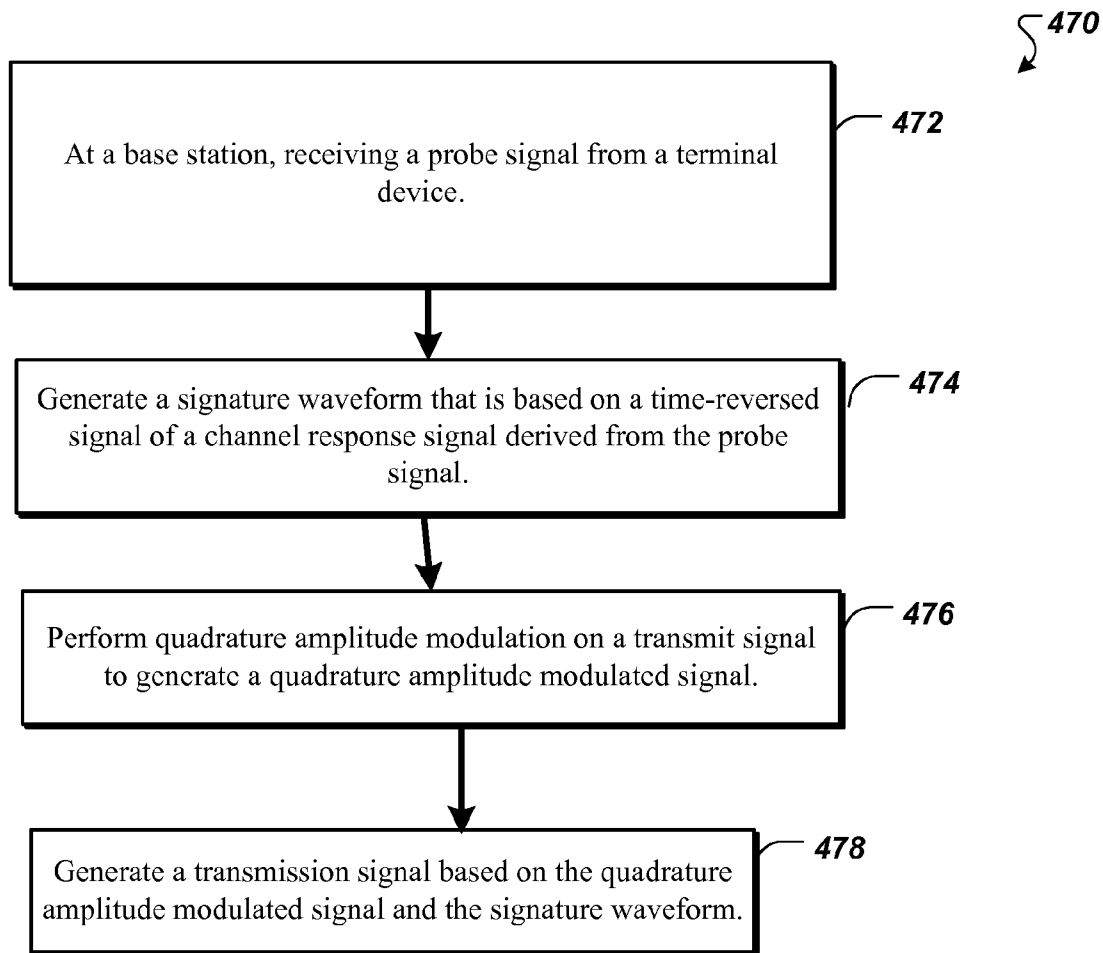 470
At a base station, receiving a probe signal from a terminal
device.
472
Generate a signature waveform that is based on a time-reversed
signal of a channel response signal derived from the probe
signal.
474
Perform quadrature amplitude modulation on a transmit signal
to generate a quadrature amplitude modulated signal.
476
Generate a transmission signal based on the quadrature
amplitude modulated signal and the signature waveform.
478